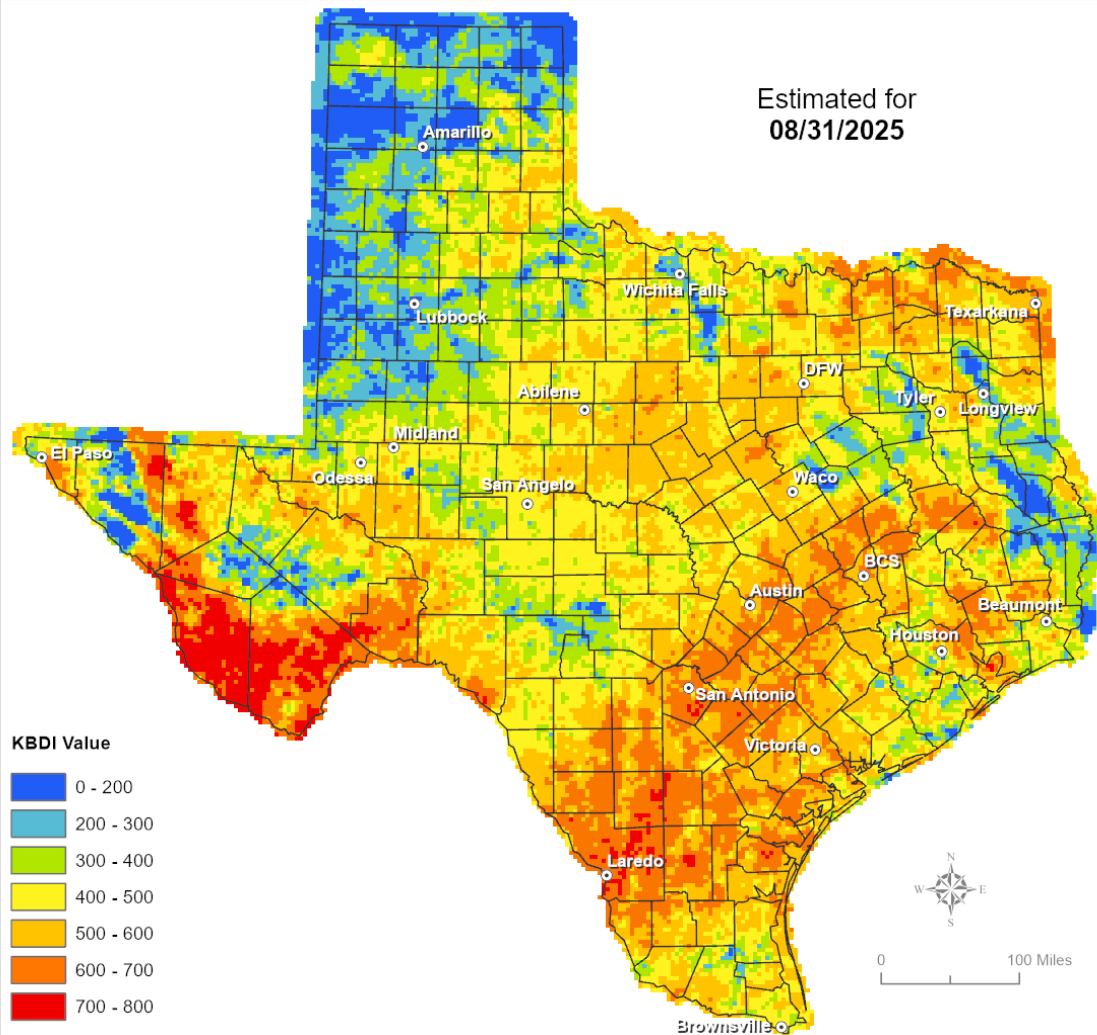 Estimated for
08/31/2025
Amarillo
Wichita Falls
Lubbock
Texarkana
DFW
Abilene
Tyler
Longview
Midland
El Paso
Odessa
San Angelo
Waco
BCS
Austin
Beaumont
Houston
San Antonio
Victoria
Laredo
Brownsville
KBDI Value
0 - 200
200 - 300
300 - 400
400 - 500
500 - 600
600 - 700
700 - 800
N
W E
S
0 100 Miles